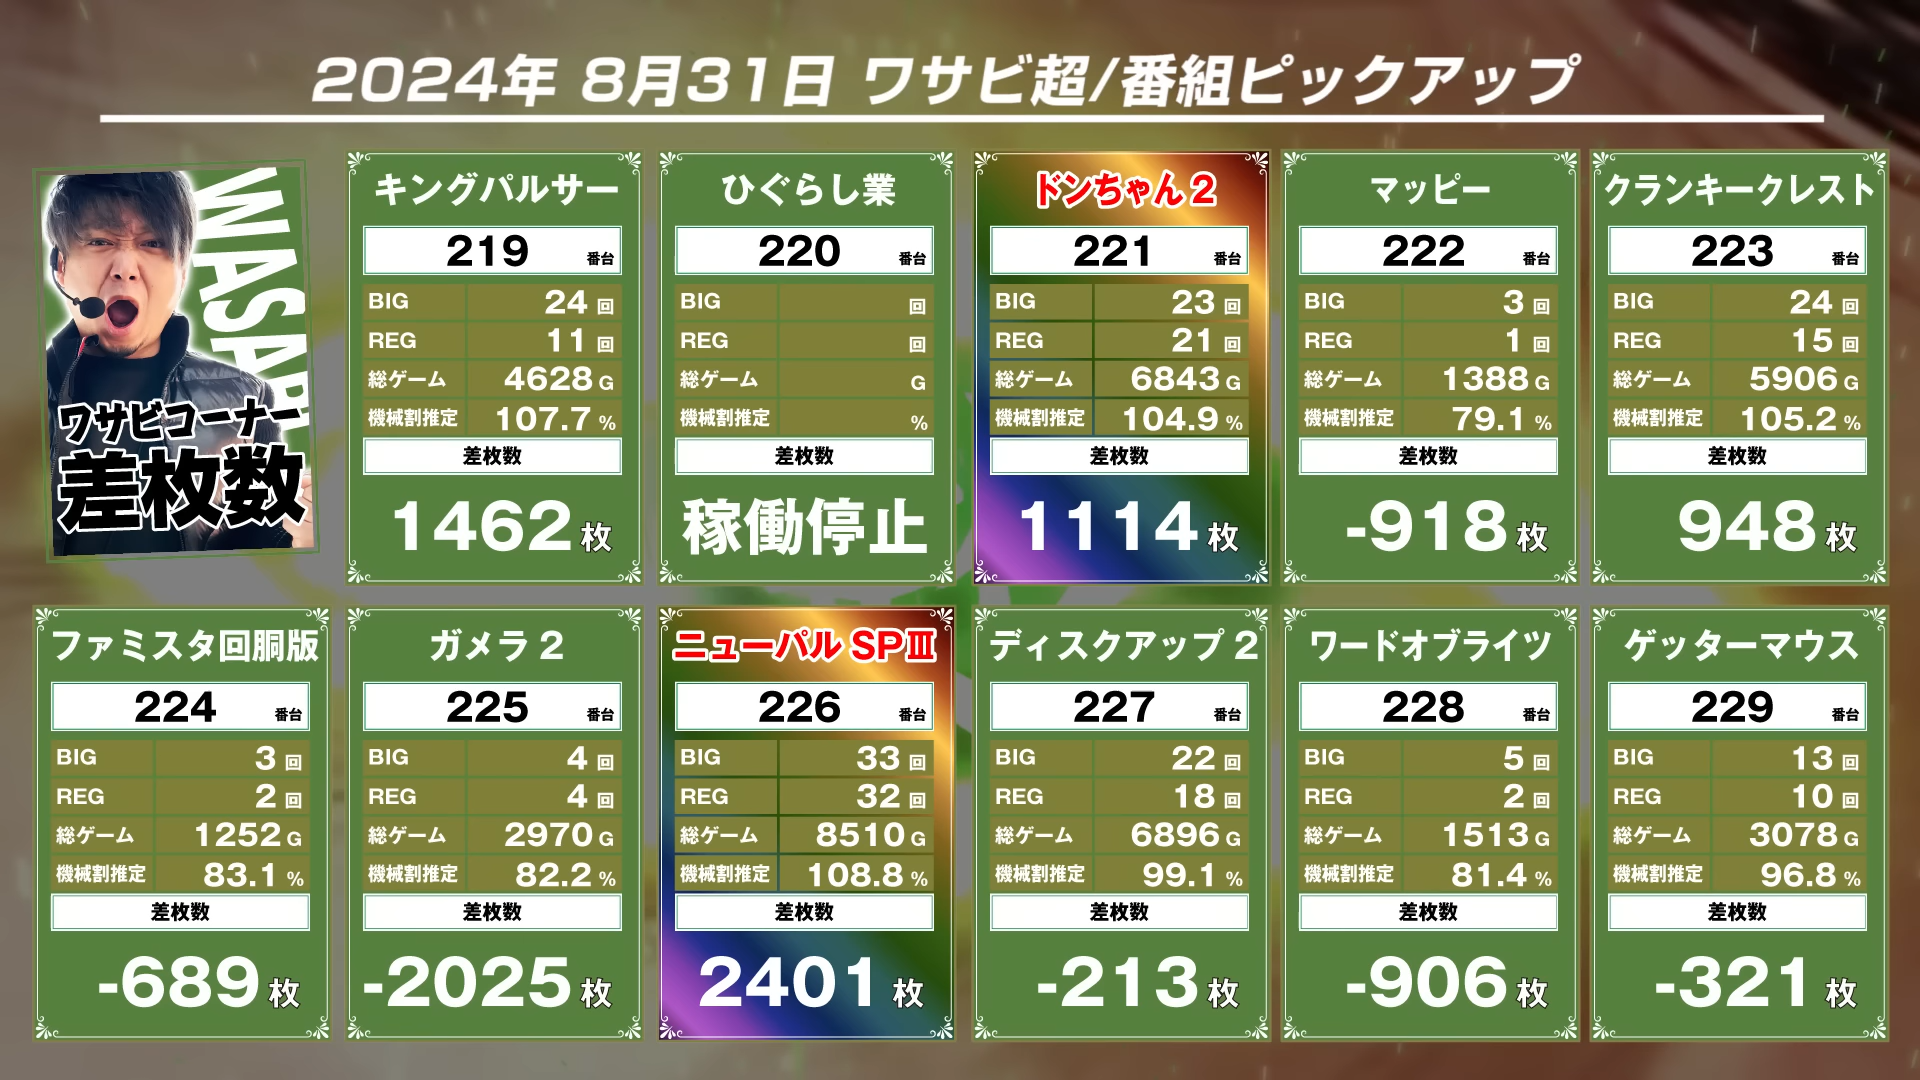 2024年 8月31日 ワサビ超/番組ピックアップ
WASABI
ワサビコーナー
差枚数
キングパルサー
219 番台
BIG 24 回
REG 11 回
総ゲーム 4628 G
機械割推定 107.7 %
差枚数
1462 枚
ひぐらし業
220 番台
BIG 回
REG 回
総ゲーム G
機械割推定 %
差枚数
稼働停止
ドンちゃん2
221 番台
BIG 23 回
REG 21 回
総ゲーム 6843 G
機械割推定 104.9 %
差枚数
1114 枚
マッピー
222 番台
BIG 3 回
REG 1 回
総ゲーム 1388 G
機械割推定 79.1 %
差枚数
-918 枚
クランキークレスト
223 番台
BIG 24 回
REG 15 回
総ゲーム 5906 G
機械割推定 105.2 %
差枚数
948 枚
ファミスタ回胴版
224 番台
BIG 3 回
REG 2 回
総ゲーム 1252 G
機械割推定 83.1 %
差枚数
-689 枚
ガメラ2
225 番台
BIG 4 回
REG 4 回
総ゲーム 2970 G
機械割推定 82.2 %
差枚数
-2025 枚
ニューパル SPⅢ
226 番台
BIG 33 回
REG 32 回
総ゲーム 8510 G
機械割推定 108.8 %
差枚数
2401 枚
ディスクアップ2
227 番台
BIG 22 回
REG 18 回
総ゲーム 6896 G
機械割推定 99.1 %
差枚数
-213 枚
ワードオブライツ
228 番台
BIG 5 回
REG 2 回
総ゲーム 1513 G
機械割推定 81.4 %
差枚数
-906 枚
ゲッターマウス
229 番台
BIG 13 回
REG 10 回
総ゲーム 3078 G
機械割推定 96.8 %
差枚数
-321 枚